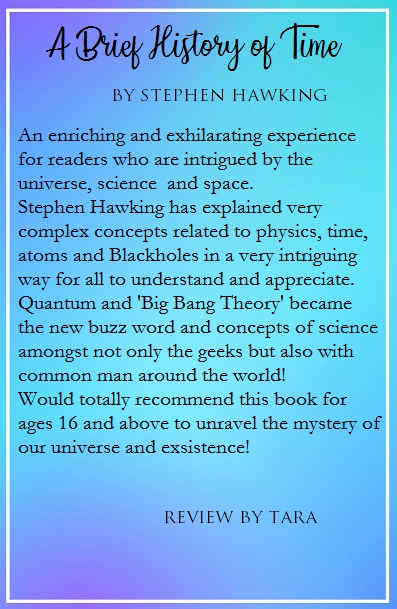 A Brief History of Time
BY STEPHEN HAWKING
An enriching and exhilarating experience
for readers who are intrigued by the
universe, science and space.
Stephen Hawking has explained very
complex concepts related to physics, time,
atoms and Blackholes in a very intriguing
way for all to understand and appreciate.
Quantum and 'Big Bang Theory' became
the new buzz word and concepts of science
amongst not only the geeks but also with
common man around the world!
Would totally recommend this book for
ages 16 and above to unravel the mystery of
our universe and exsistence!
REVIEW BY TARA